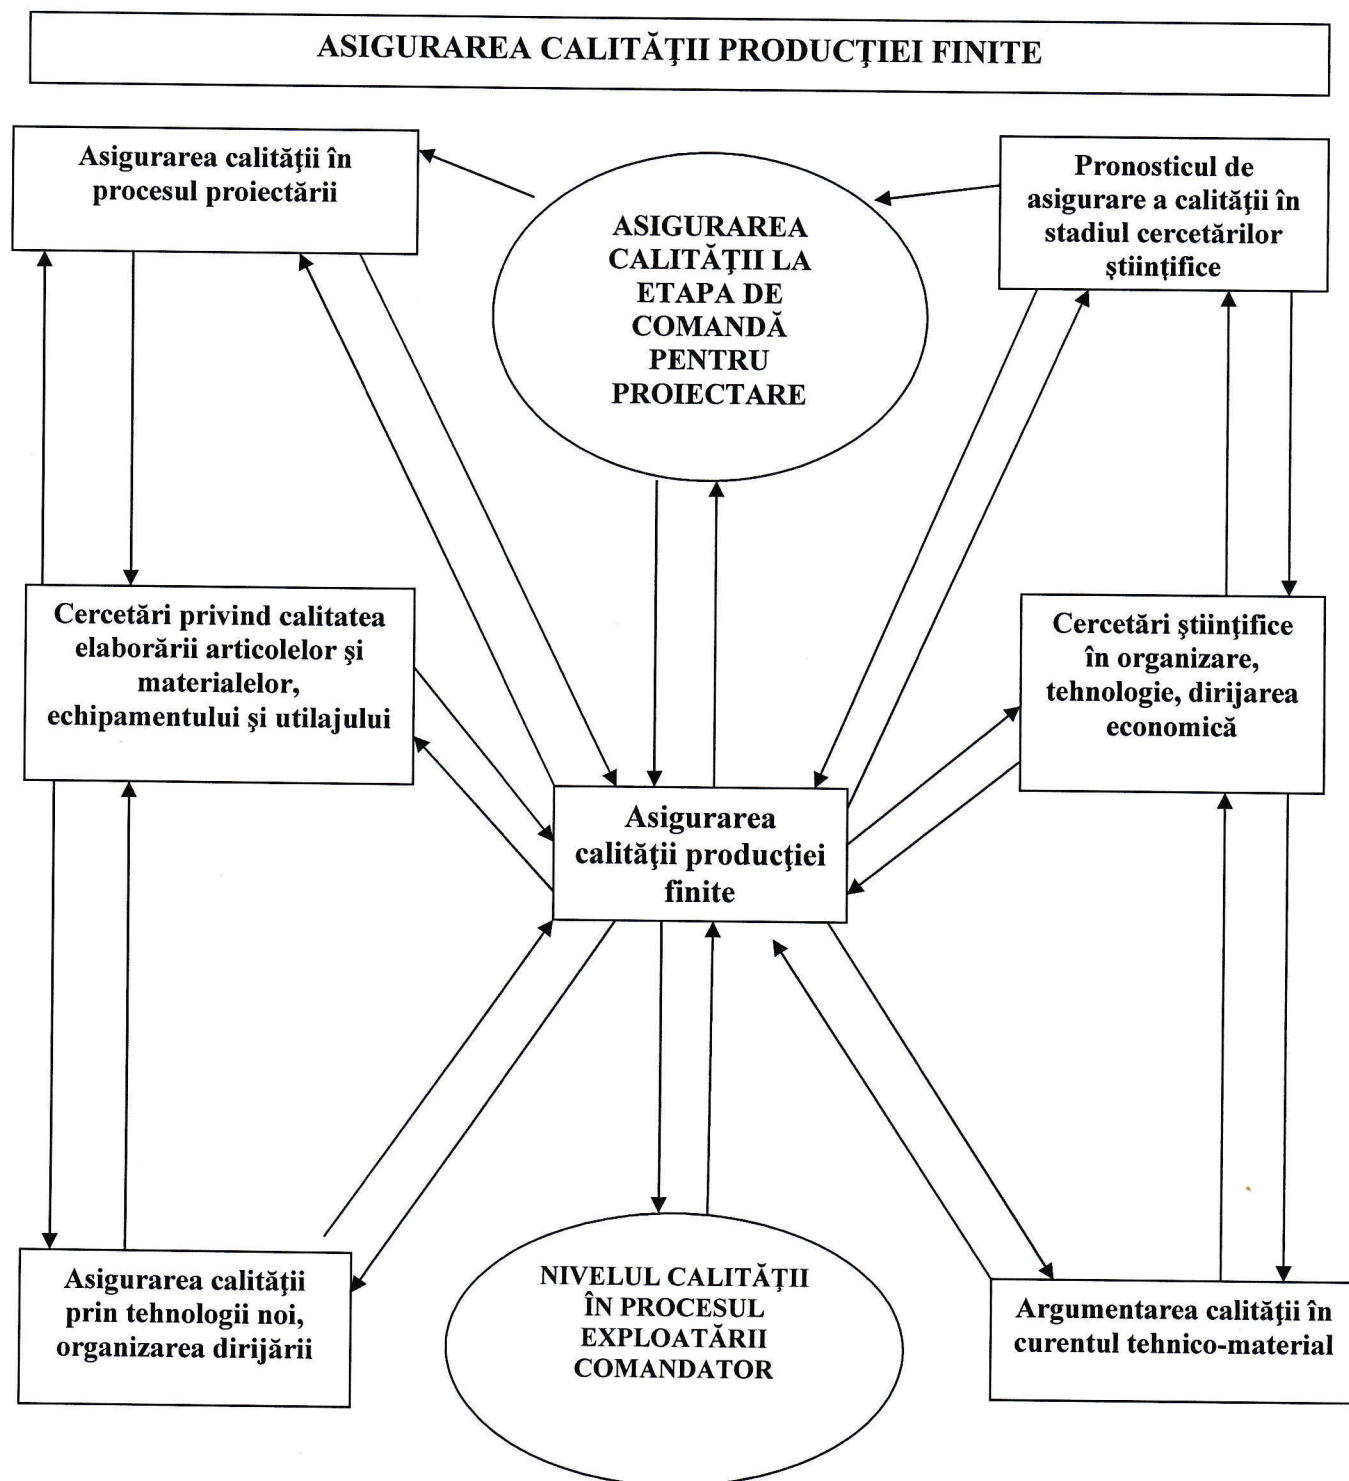 ASIGURAREA CALITĂŢII PRODUCŢIEI FINITE
Asigurarea calităţii în
procesul proiectării
ASIGURAREA
CALITĂŢII LA
ETAPA DE
COMANDĂ
PENTRU
PROIECTARE
Pronosticul de
asigurare a calităţii în
stadiul cercetărilor
științifice
Cercetări privind calitatea
elaborării articolelor şi
materialelor,
echipamentului şi utilajului
Cercetări ştiinţifice
în organizare,
tehnologie, dirijarea
economică
Asigurarea
calităţii producţiei
finite
Asigurarea calităţii
prin tehnologii noi,
organizarea dirijării
NIVELUL CALITĂŢII
ÎN PROCESUL
EXPLOATĂRII
COMANDATOR
Argumentarea calităţii în
curentul tehnico-material